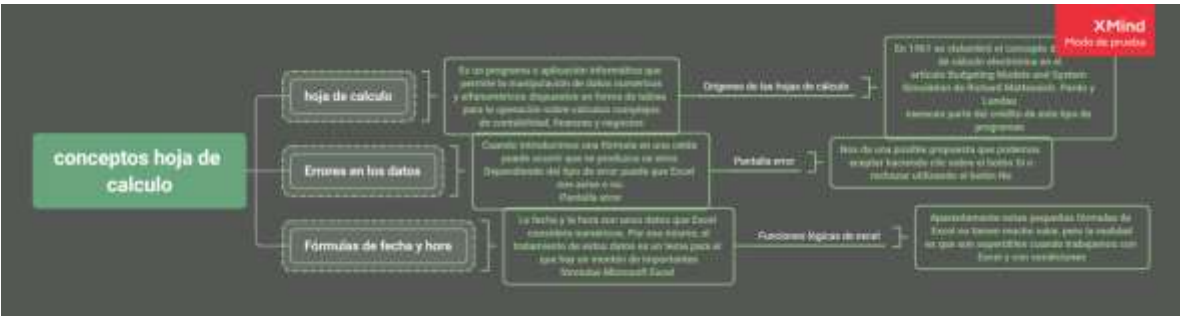 XMind
Modo de prueba
conceptos hoja de
calculo
hoja de calculo
Es un programa o aplicación informática que
permite la manipulación de datos numéricos
y alfanuméricos dispuestos en forma de tablas
para la operación sobre cálculos complejos
de contabilidad, finanzas y negocios
Orígenes de las hojas de cálculo
En 1961 se vislumbró el concepto
de cálculo electrónica en el
artículo Budgeting Models and System
Simulation de Richard Mattessich. Pardo y
Landau
merecen parte del crédito de este tipo de
programas
Errores en los datos
Cuando introducimos una fórmula en una celda
puede ocurrir que se produzca un error.
Dependiendo del tipo de error puede que Excel
nos avise o no.
Pantalla error
Pantalla error
Nos da una posible propuesta que podemos
aceptar haciendo clic sobre el botón Sí o
rechazar utilizando el botón No
Fórmulas de fecha y hora
La fecha y la hora son unos datos que Excel
considera numéricos. Por eso mismo, el
tratamiento de estos datos es un tema para el
que hay un montón de importantes
fórmulas Microsoft Excel
Funciones lógicas de excel
Aparentemente estas pequeñas fórmulas de
Excel no tienen mucho valor, pero la realidad
es que son repetitivas cuando trabajamos con
Excel y con condiciones